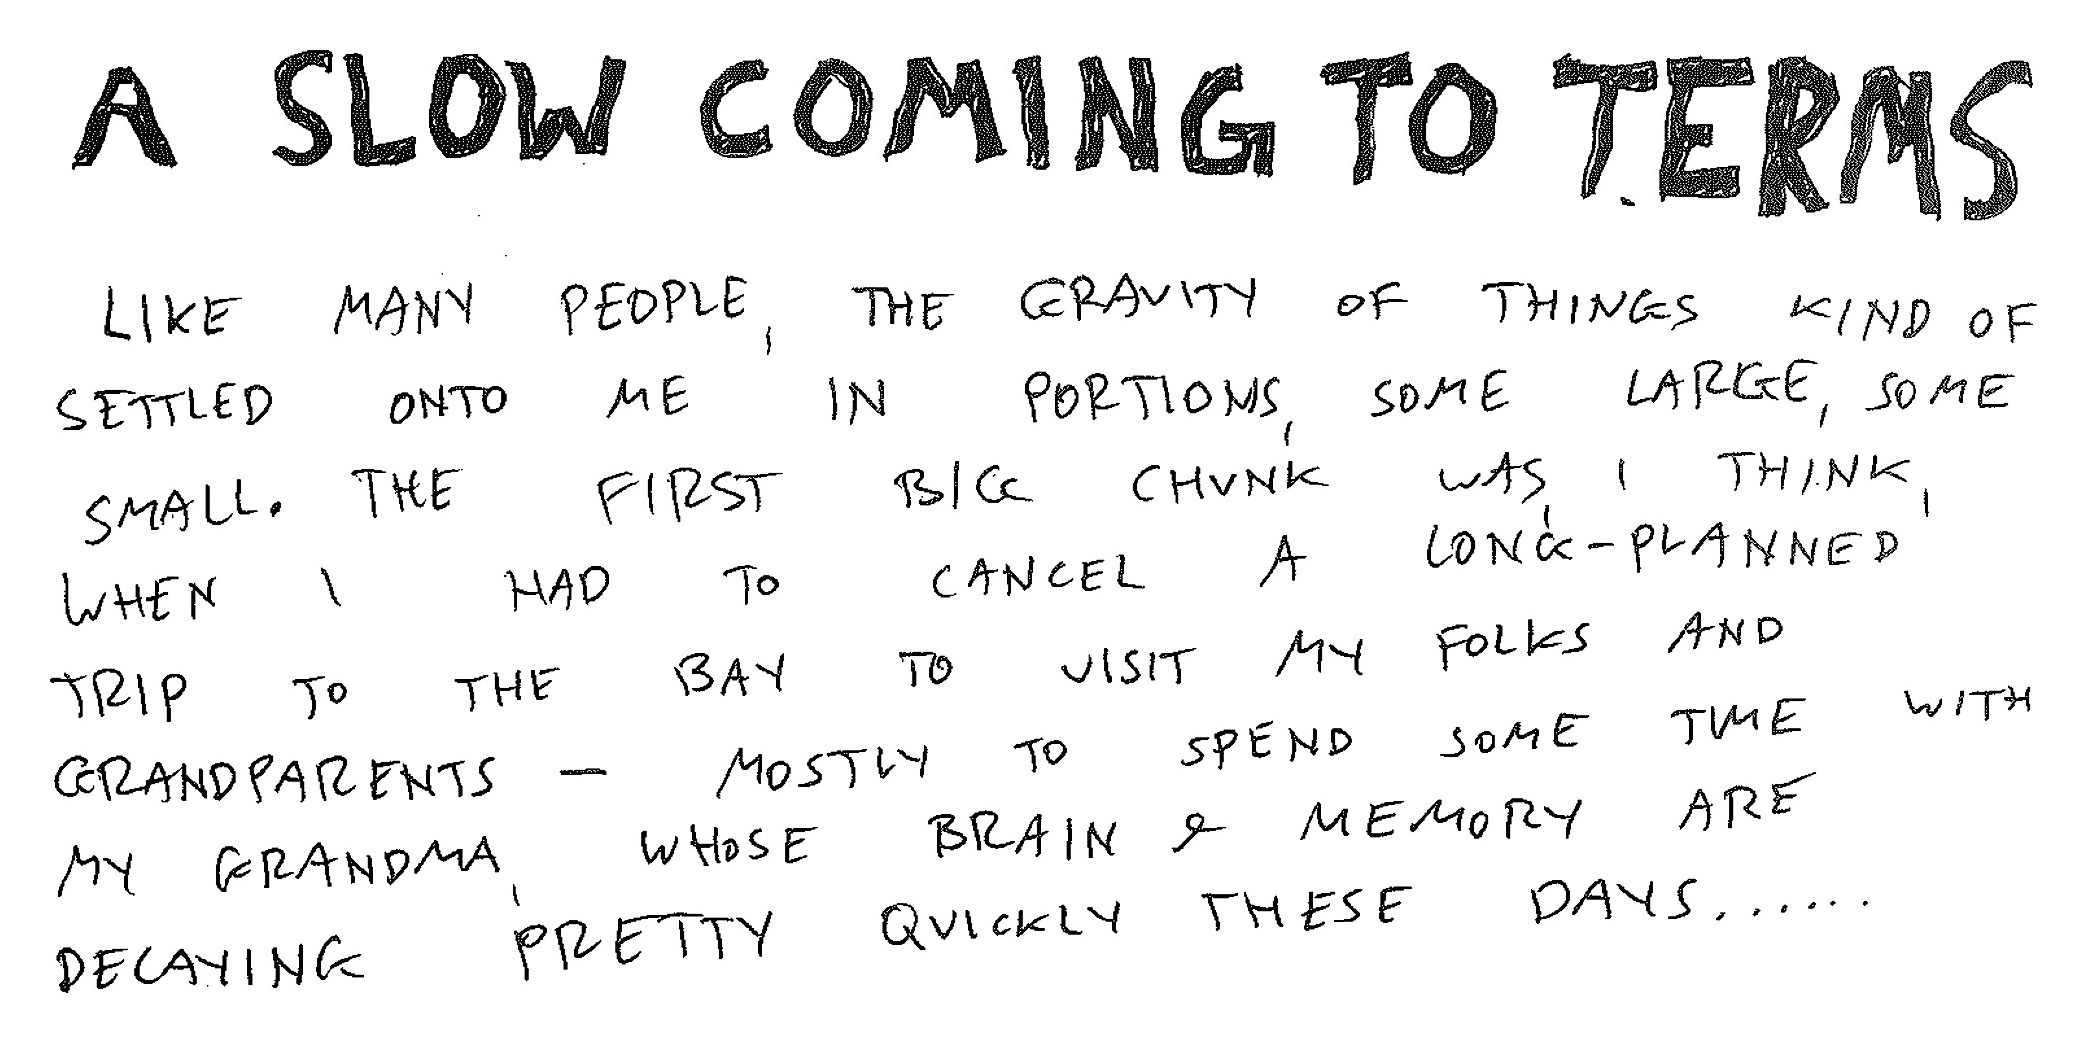 A SLOW COMING TO TERMS
LIKE MANY PEOPLE, THE GRAVITY OF THINGS KIND OF
SETTLED ONTO ME IN PORTIONS, SOME LARGE, SOME
SMALL. THE FIRST BIG CHUNK WAS, I THINK,
WHEN I HAD TO CANCEL A LONG-PLANNED
TRIP TO THE BAY TO VISIT MY FOLKS AND
GRANDPARENTS — MOSTLY TO SPEND SOME TIME WITH
MY GRANDMA, WHOSE BRAIN & MEMORY ARE
DECAYING PRETTY QUICKLY THESE DAYS......